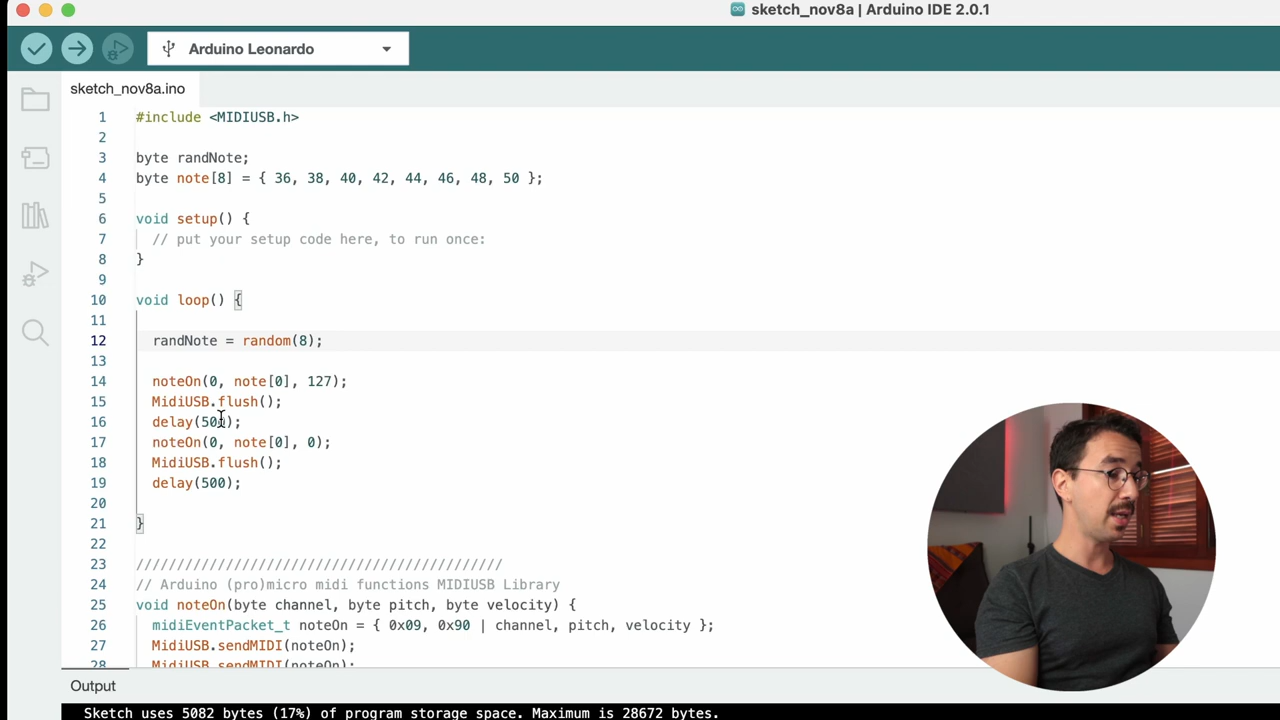 sketch_nov8a | Arduino IDE 2.0.1
Arduino Leonardo
sketch_nov8a.ino
1 #include <MIDIUSB.h>
2
3 byte randNote;
4 byte note[8] = { 36, 38, 40, 42, 44, 46, 48, 50 };
5
6 void setup() {
7 // put your setup code here, to run once:
8 }
9
10 void loop() {
11
12 randNote = random(8);
13
14 noteOn(0, note[0], 127);
15 MidiUSB.flush();
16 delay(500);
17 noteOn(0, note[0], 0);
18 MidiUSB.flush();
19 delay(500);
20
21 }
22
23 /////////////////////////////////////////////
24 // Arduino (pro)micro midi functions MIDIUSB Library
25 void noteOn(byte channel, byte pitch, byte velocity) {
26 midiEventPacket_t noteOn = { 0x09, 0x90 | channel, pitch, velocity };
27 MidiUSB.sendMIDI(noteOn);
28 MidiUSB.sendMIDI(noteOn);
Output
Sketch uses 5082 bytes (17%) of program storage space. Maximum is 28672 bytes.